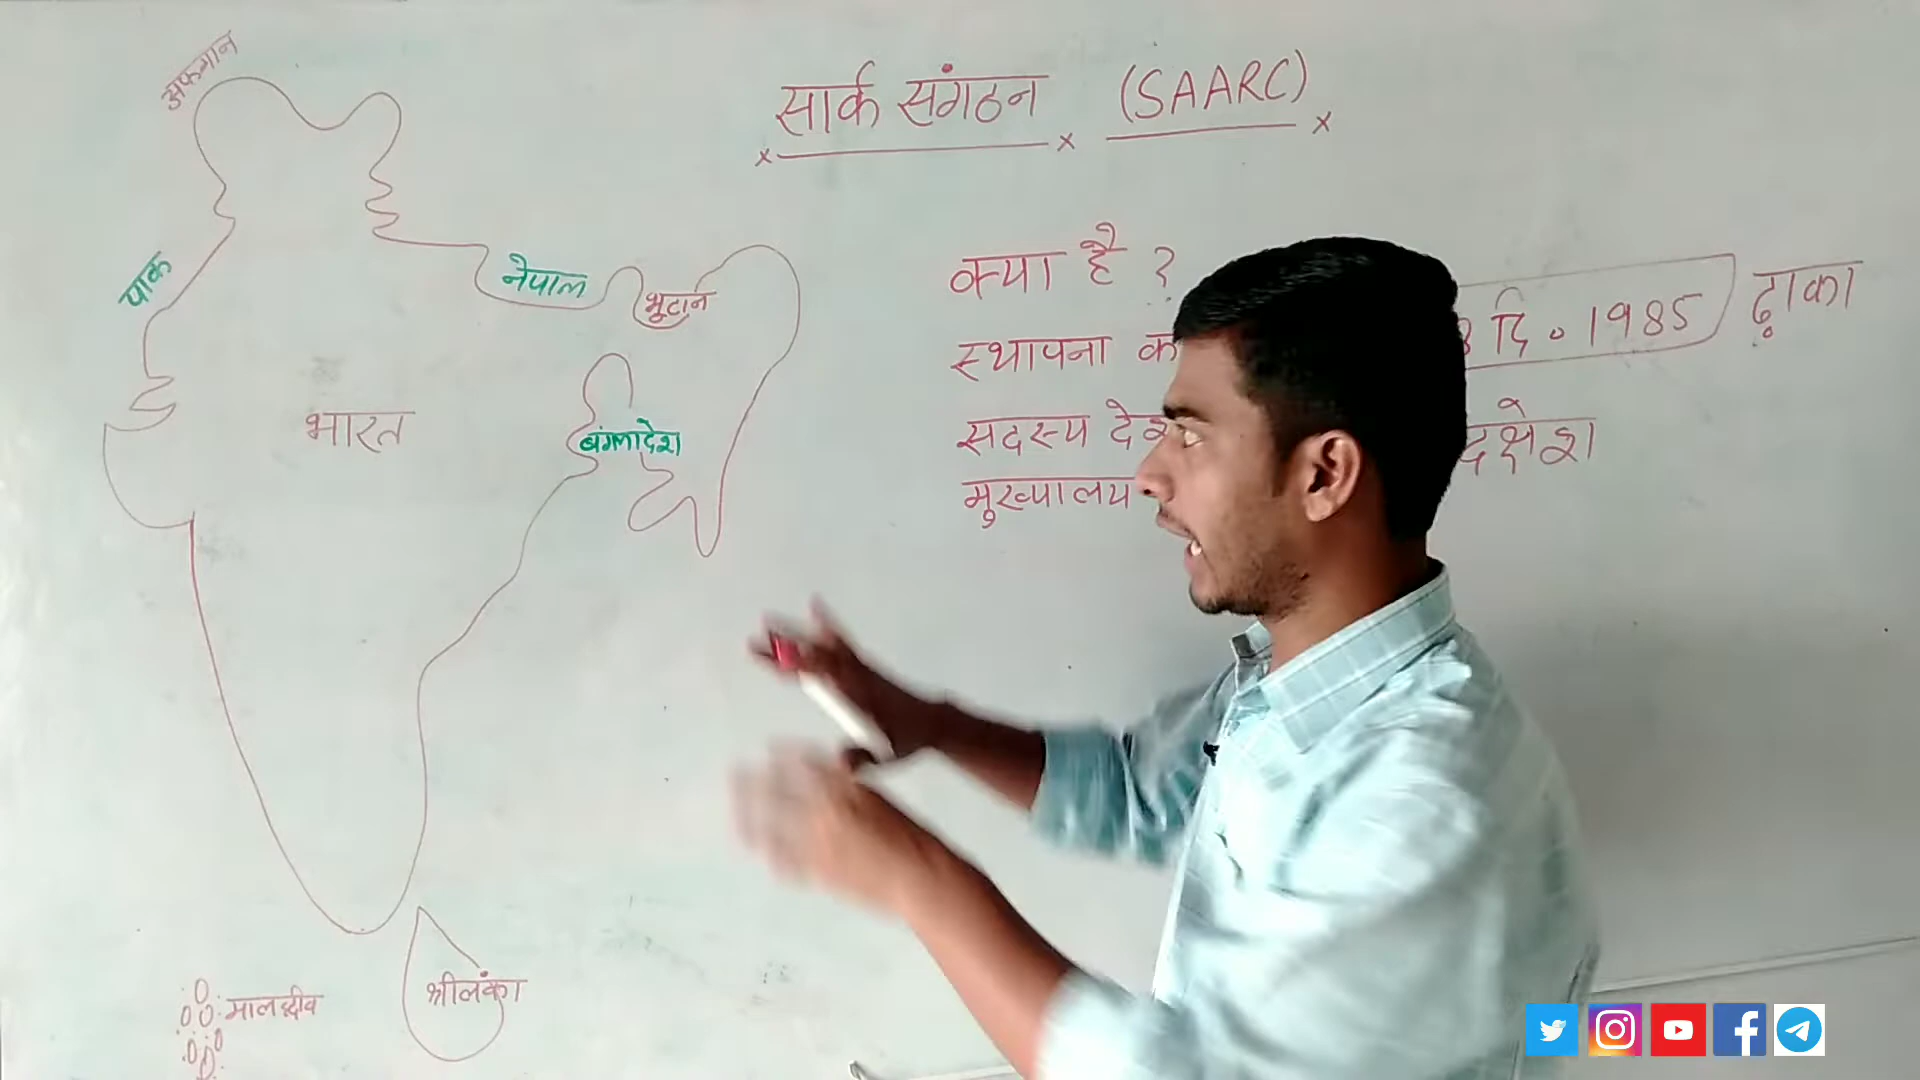 सार्क संगठन (SAARC)
अफगान
पाक
नेपाल
भूटान
भारत
बंगलादेश
श्रीलंका
मालद्दीव
क्या है ?
स्थापना दि॰ 1985 ढ़ाका
सदस्य
मुख्यालय